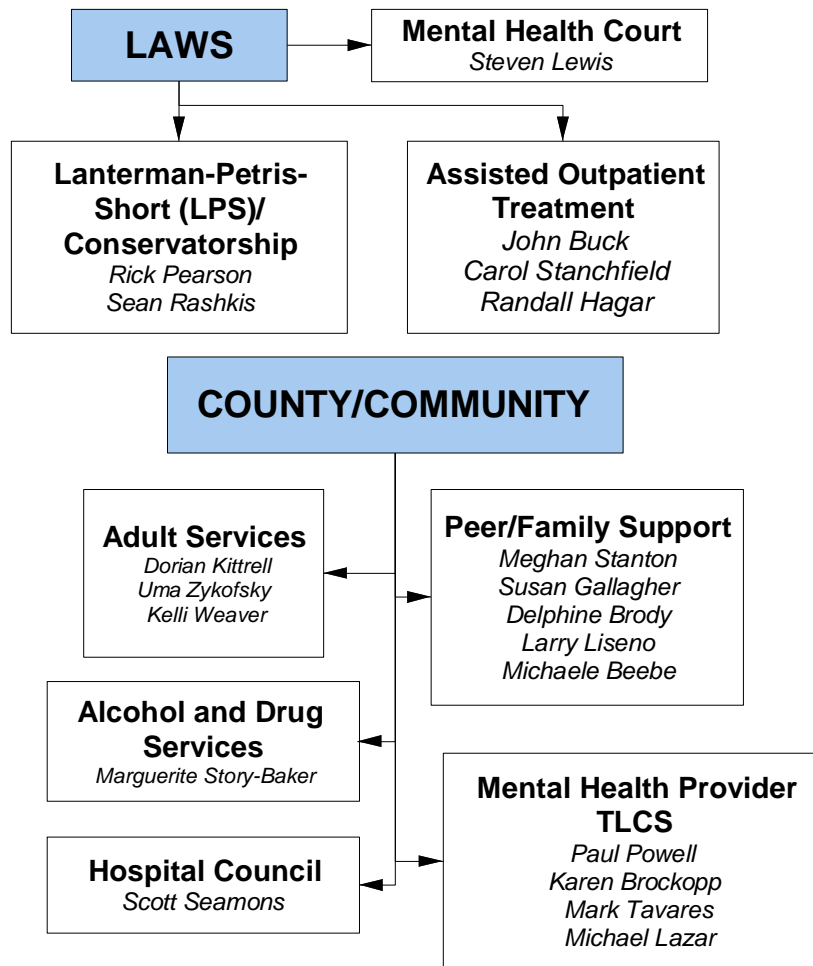 LAWS
Mental Health Court
Steven Lewis
Lanterman-Petris-
Short (LPS)/
Conservatorship
Rick Pearson
Sean Rashkis
Assisted Outpatient
Treatment
John Buck
Carol Stanchfield
Randall Hagar
COUNTY/COMMUNITY
Adult Services
Dorian Kittrell
Uma Zykofsky
Kelli Weaver
Peer/Family Support
Meghan Stanton
Susan Gallagher
Delphine Brody
Larry Liseno
Michaele Beebe
Alcohol and Drug
Services
Marguerite Story-Baker
Mental Health Provider
TLCS
Paul Powell
Karen Brockopp
Mark Tavares
Michael Lazar
Hospital Council
Scott Seamons